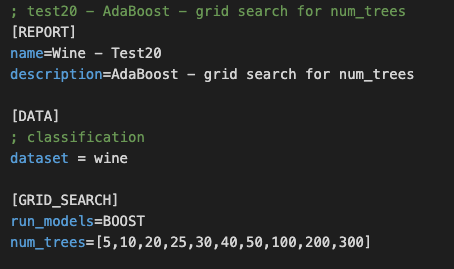 ; test20 - AdaBoost - grid search for num_trees
[REPORT]
name=Wine - Test20
description=AdaBoost - grid search for num_trees
[DATA]
; classification
dataset = wine
[GRID_SEARCH]
run_models=BOOST
num_trees=[5,10,20,25,30,40,50,100,200,300]